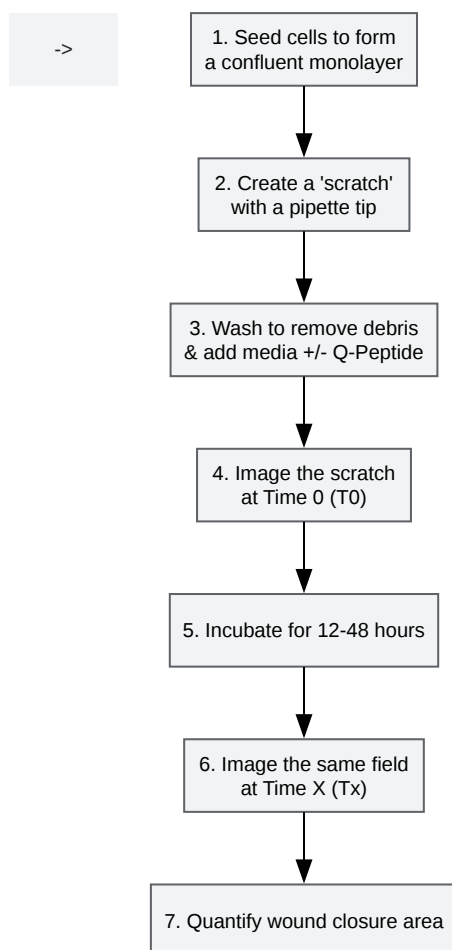 ->
1. Seed cells to form
a confluent monolayer
2. Create a 'scratch'
with a pipette tip
3. Wash to remove debris
& add media +/- Q-Peptide
4. Image the scratch
at Time 0 (T0)
5. Incubate for 12-48 hours
6. Image the same field
at Time X (Tx)
7. Quantify wound closure area